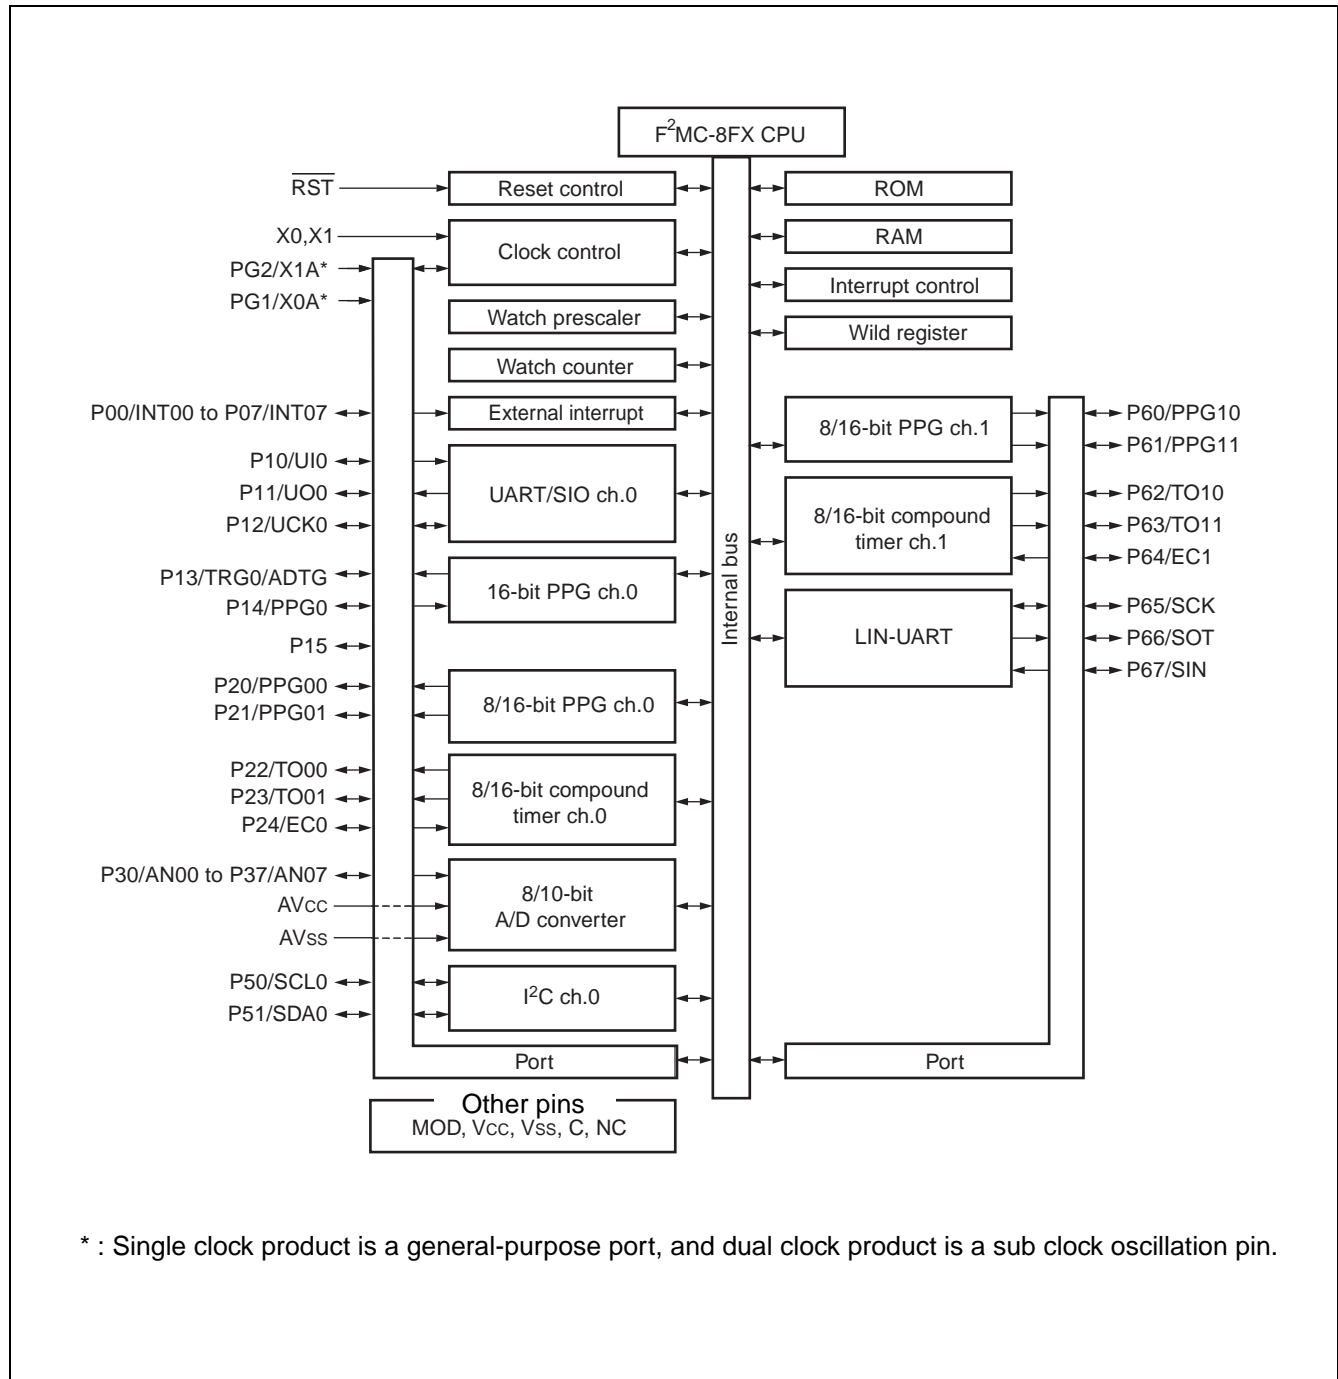 F²MC-8FX CPU
RST
Reset control
ROM
X0,X1
Clock control
RAM
PG2/X1A*
PG1/X0A*
Interrupt control
Watch prescaler
Wild register
Watch counter
P00/INT00 to P07/INT07
External interrupt
8/16-bit PPG ch.1
P60/PPG10
P61/PPG11
P10/UI0
P11/UO0
P12/UCK0
UART/SIO ch.0
8/16-bit compound
timer ch.1
P62/TO10
P63/TO11
P64/EC1
Internal bus
P13/TRG0/ADTG
P14/PPG0
16-bit PPG ch.0
P15
LIN-UART
P65/SCK
P66/SOT
P67/SIN
P20/PPG00
P21/PPG01
8/16-bit PPG ch.0
P22/TO00
P23/TO01
P24/EC0
8/16-bit compound
timer ch.0
P30/AN00 to P37/AN07
AVcc
AVss
8/10-bit
A/D converter
P50/SCL0
P51/SDA0
I²C ch.0
Port
Port
Other pins
MOD, Vcc, Vss, C, NC
* : Single clock product is a general-purpose port, and dual clock product is a sub clock oscillation pin.